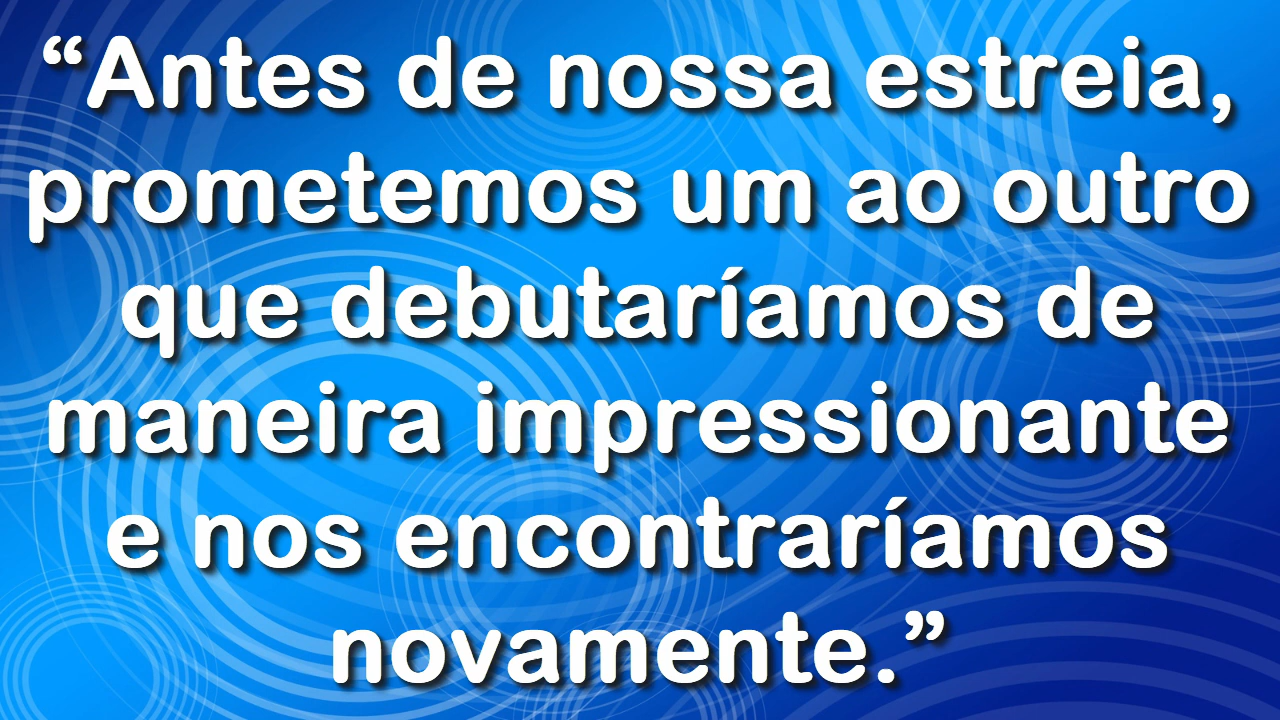 “Antes de nossa estreia,
prometemos um ao outro
que debutaríamos de
maneira impressionante
e nos encontraríamos
novamente.”